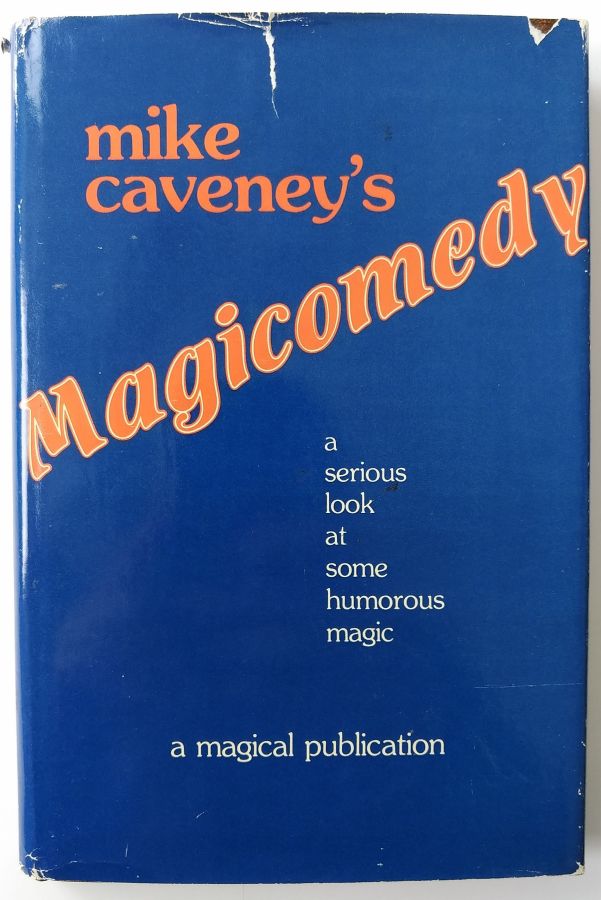 mike
caveney's
Magicomedy
a
serious
look
at
some
humorous
magic
a magical publication